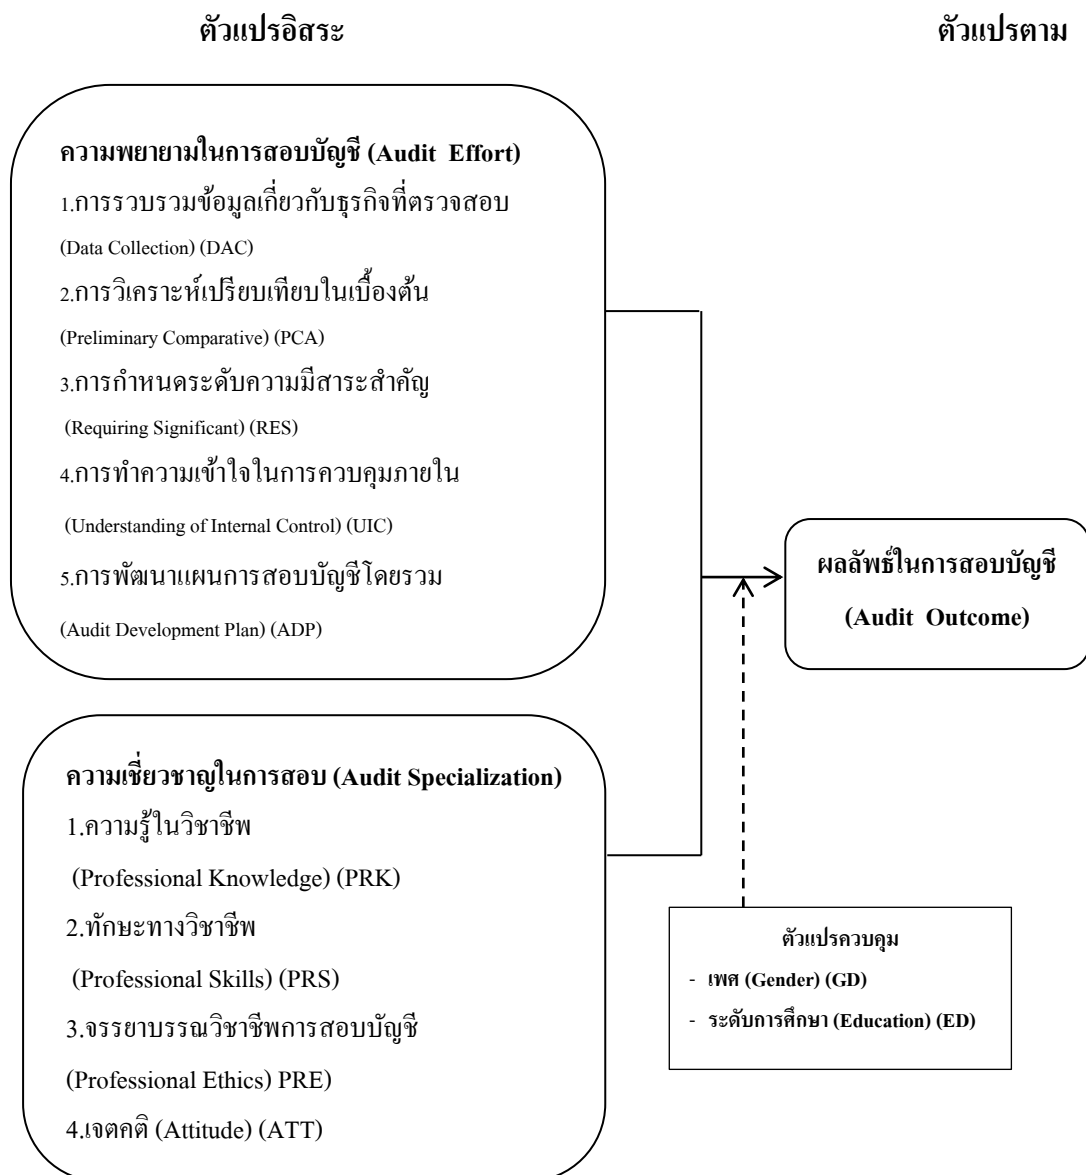 ตัวแปรอิสระ
ตัวแปรตาม
ความพยายามในการสอบบัญชี (Audit Effort)
1.การรวบรวมข้อมูลเกี่ยวกับธุรกิจที่ตรวจสอบ
(Data Collection) (DAC)
2.การวิเคราะห์เปรียบเทียบในเบื้องต้น
(Preliminary Comparative) (PCA)
3.การกำหนดระดับความมีสาระสำคัญ
(Requiring Significant) (RES)
4.การทำความเข้าใจในการควบคุมภายใน
(Understanding of Internal Control) (UIC)
5.การพัฒนาแผนการสอบบัญชีโดยรวม
(Audit Development Plan) (ADP)
ผลลัพธ์ในการสอบบัญชี
(Audit Outcome)
ความเชี่ยวชาญในการสอบ (Audit Specialization)
1.ความรู้ในวิชาชีพ
(Professional Knowledge) (PRK)
2.ทักษะทางวิชาชีพ
(Professional Skills) (PRS)
3.จรรยาบรรณวิชาชีพการสอบบัญชี
(Professional Ethics) PRE)
4.เจตคติ (Attitude) (ATT)
ตัวแปรควบคุม
- เพศ (Gender) (GD)
- ระดับการศึกษา (Education) (ED)